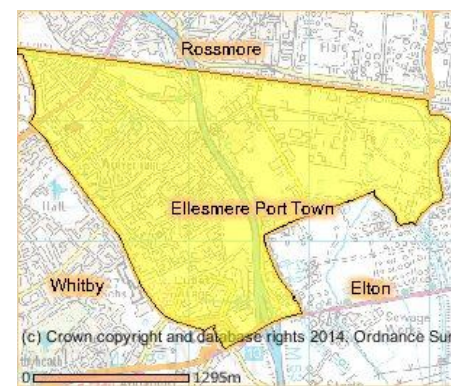 Rossmore
Ellesmere Port Town
Whitby
Elton
(c) Crown copyright and database rights 2014. Ordnance Sur
0 1295m